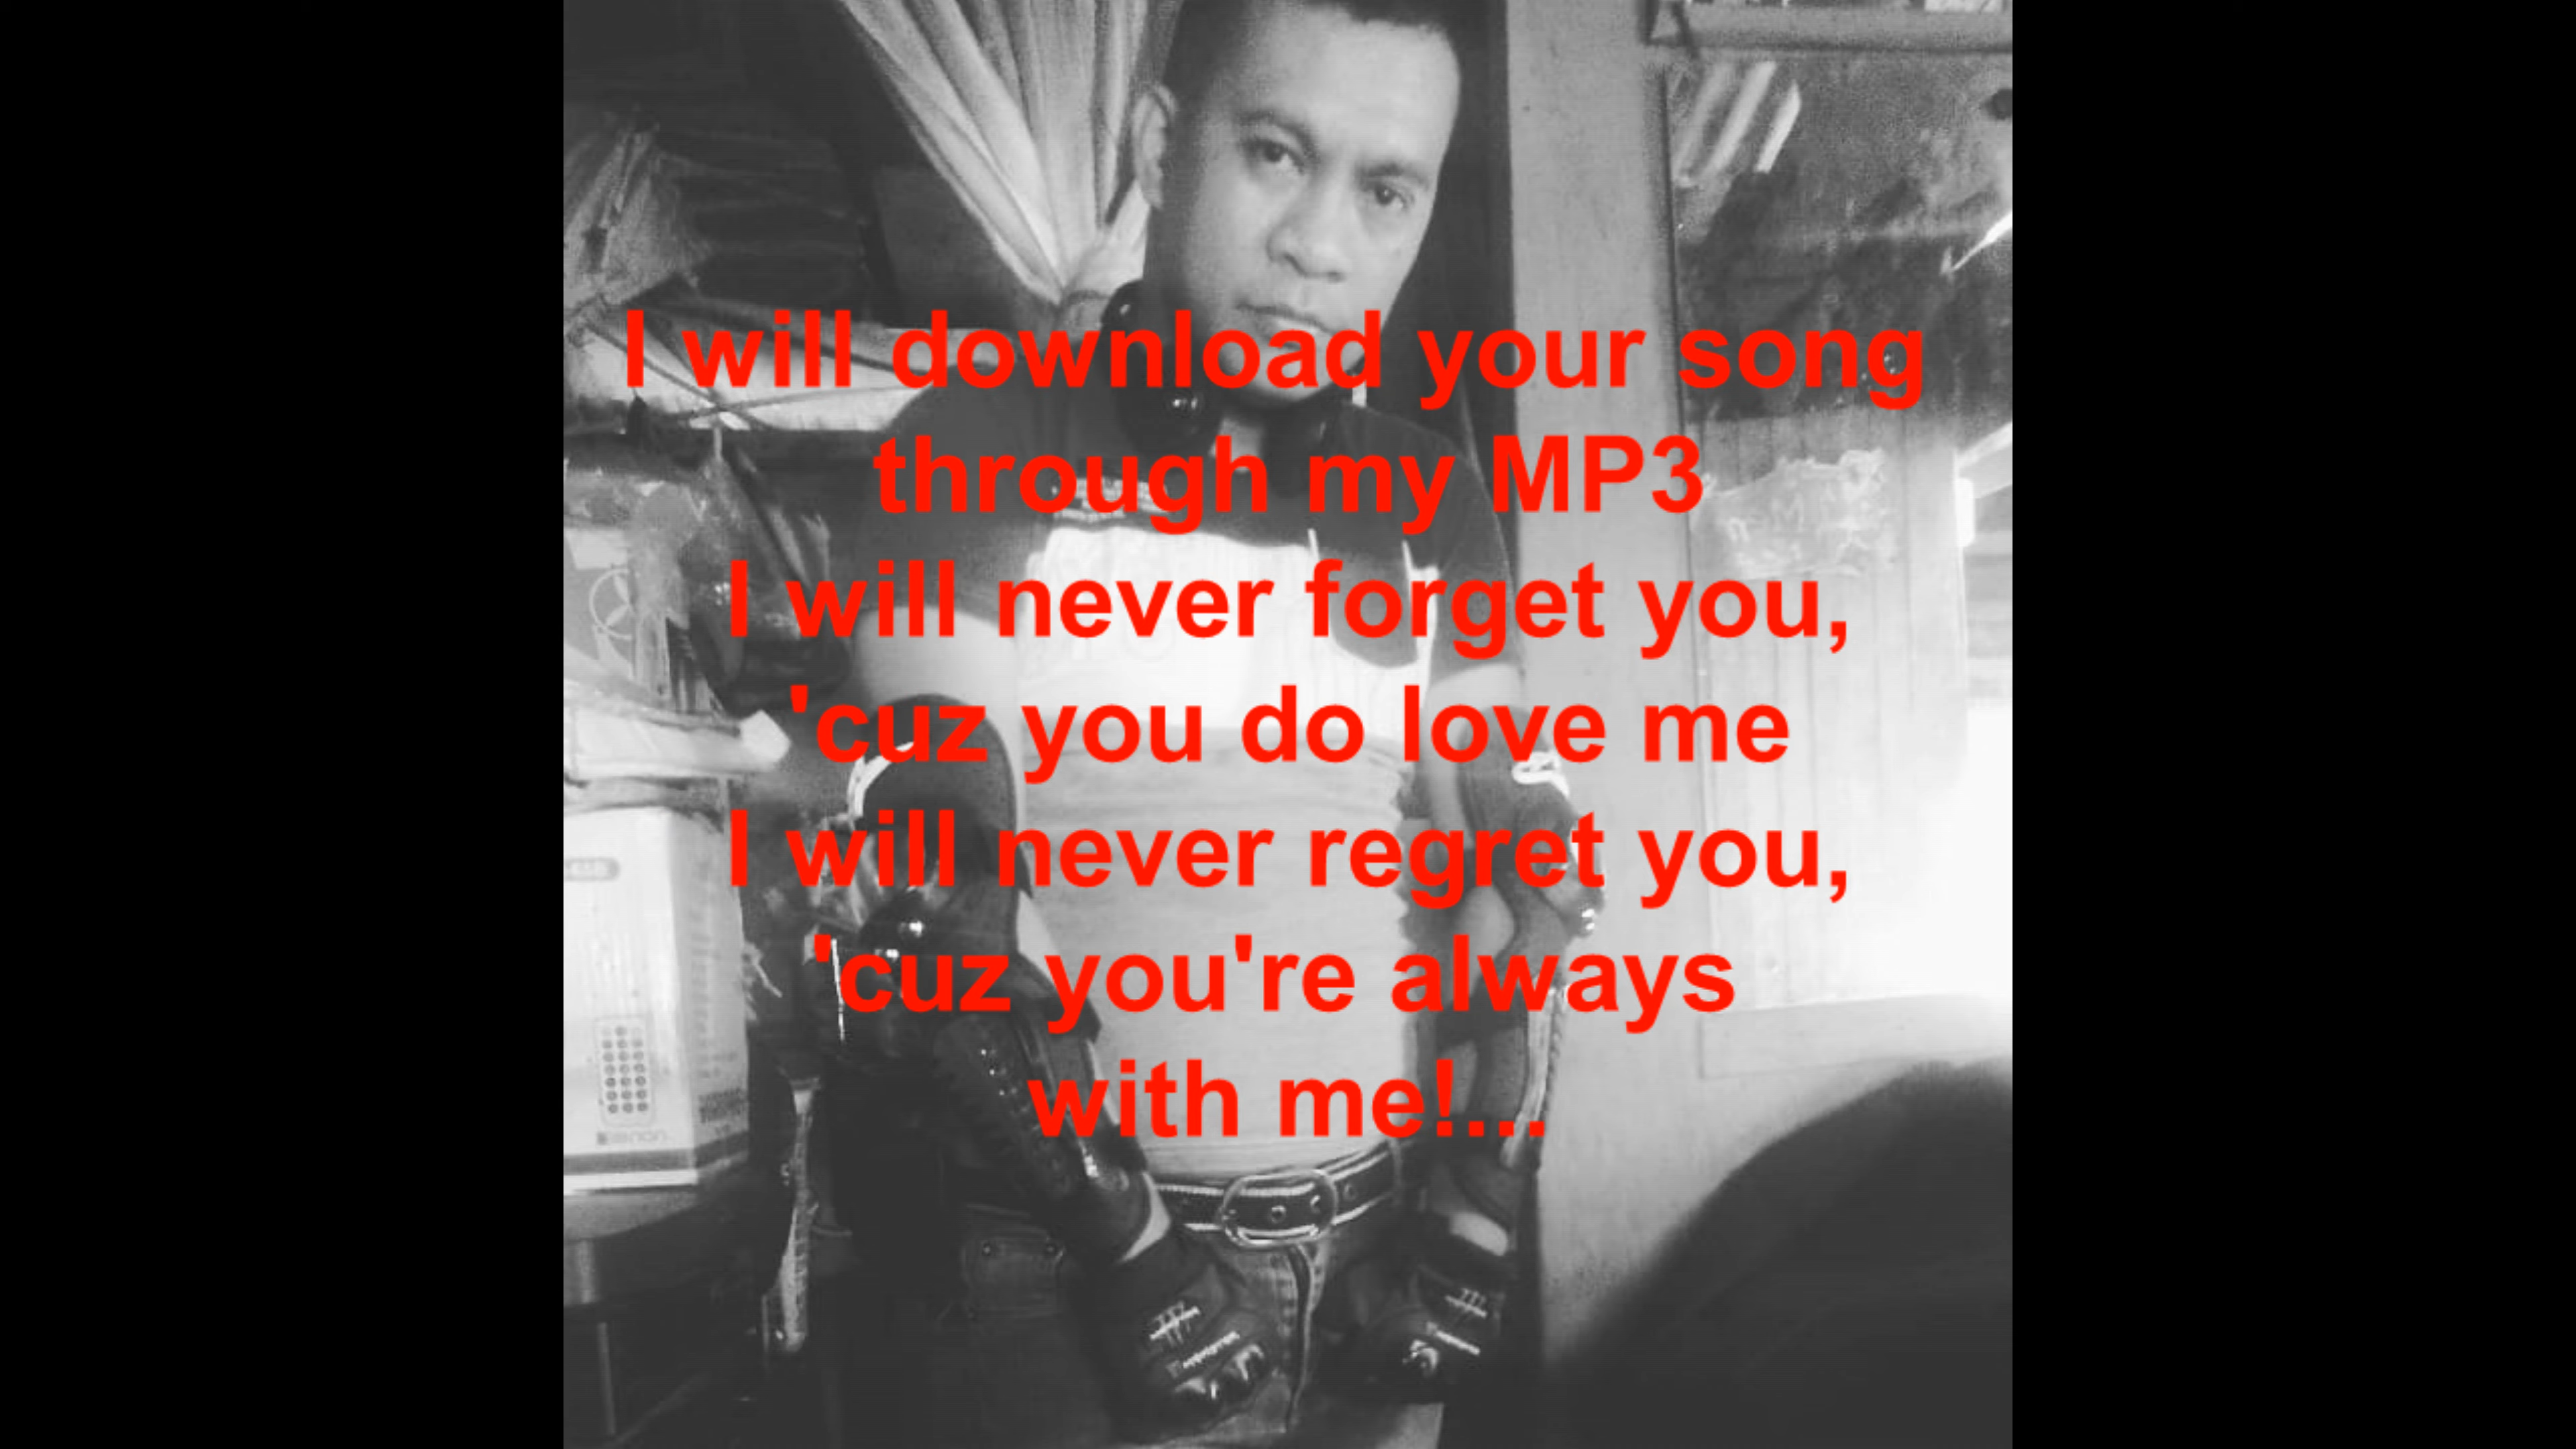 I will download your song
through my MP3
I will never forget you,
'cuz you do love me
I will never regret you,
'cuz you're always
with me!...